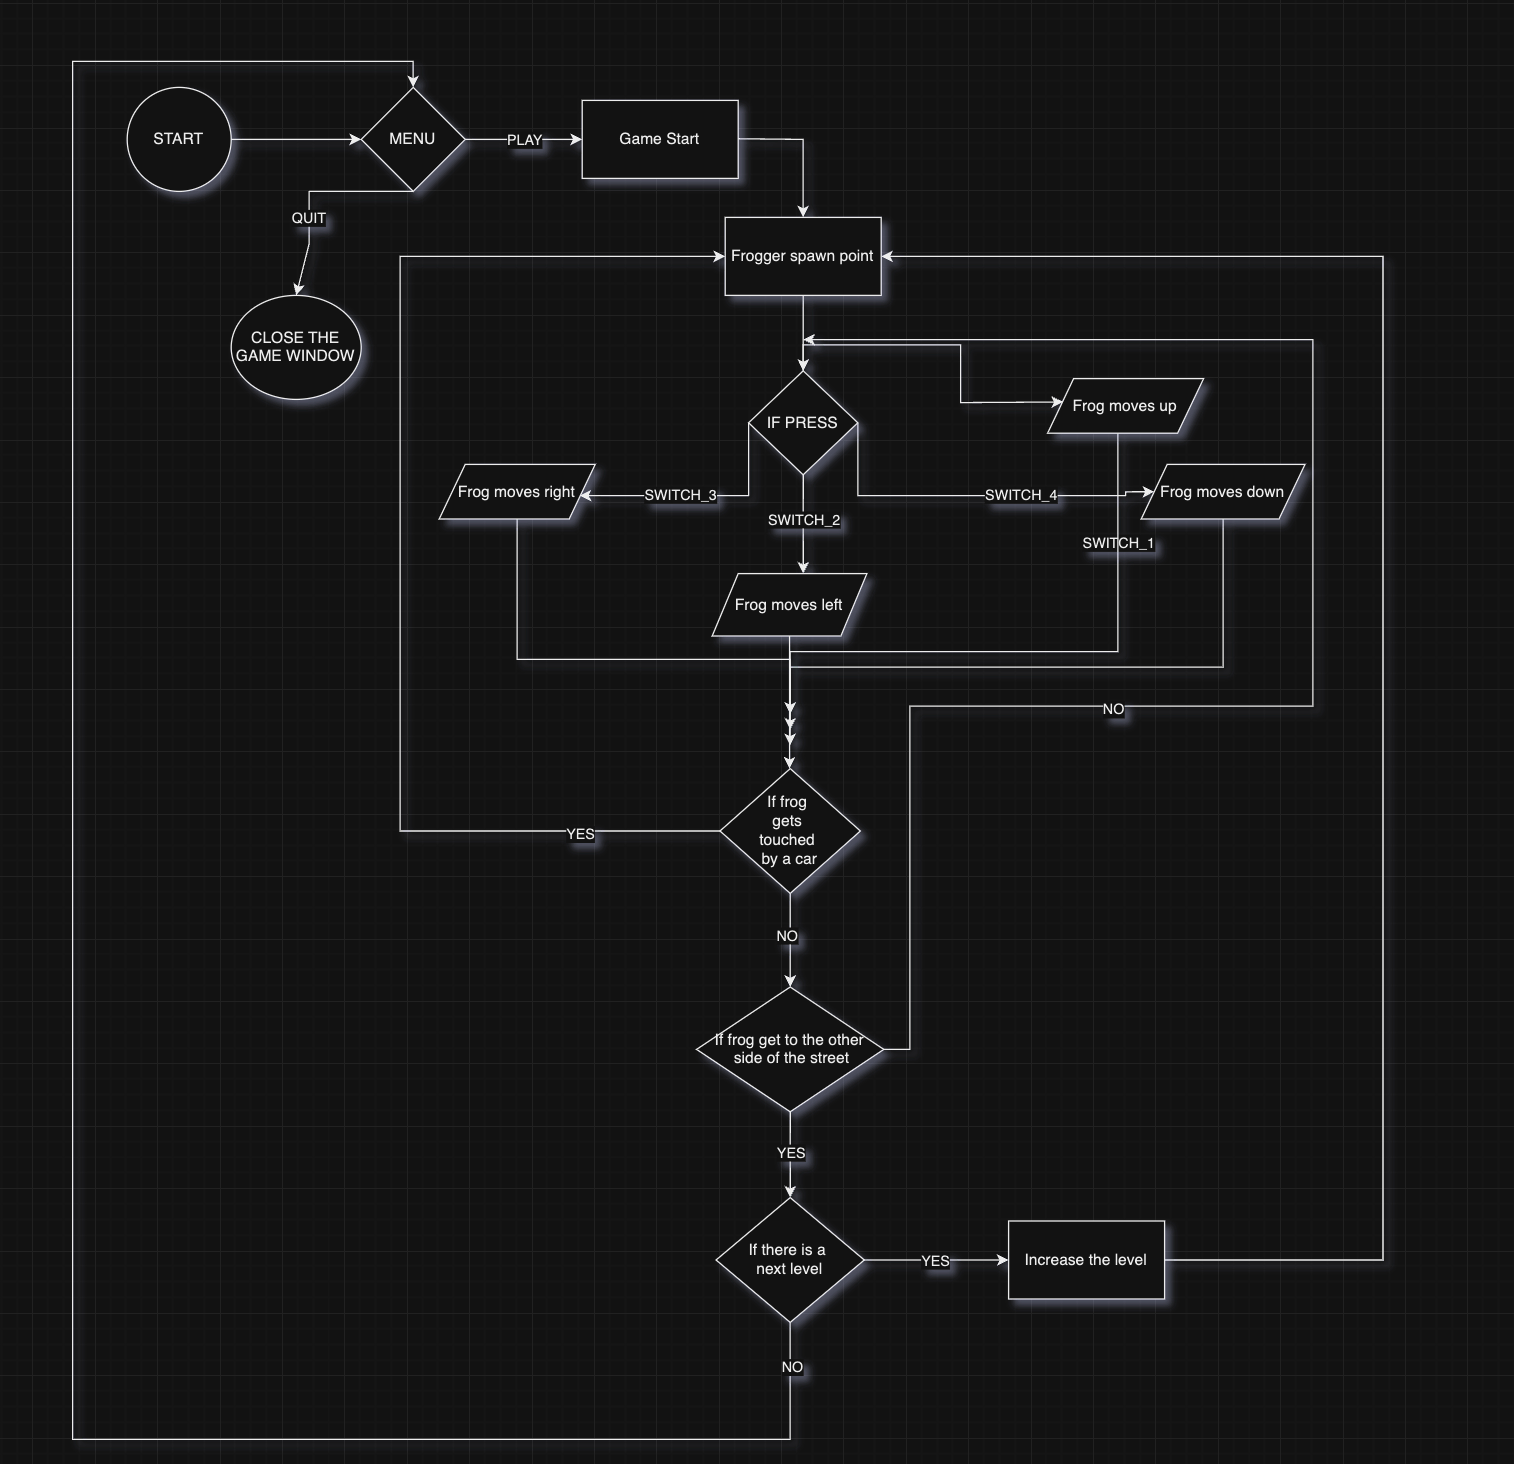 START
MENU
PLAY
Game Start
QUIT
Frogger spawn point
CLOSE THE
GAME WINDOW
IF PRESS
Frog moves up
Frog moves right
SWITCH_3
SWITCH_4
Frog moves down
SWITCH_2
SWITCH_1
Frog moves left
NO
If frog
gets
touched
by a car
YES
NO
If frog get to the other
side of the street
YES
If there is a
next level
YES
Increase the level
NO